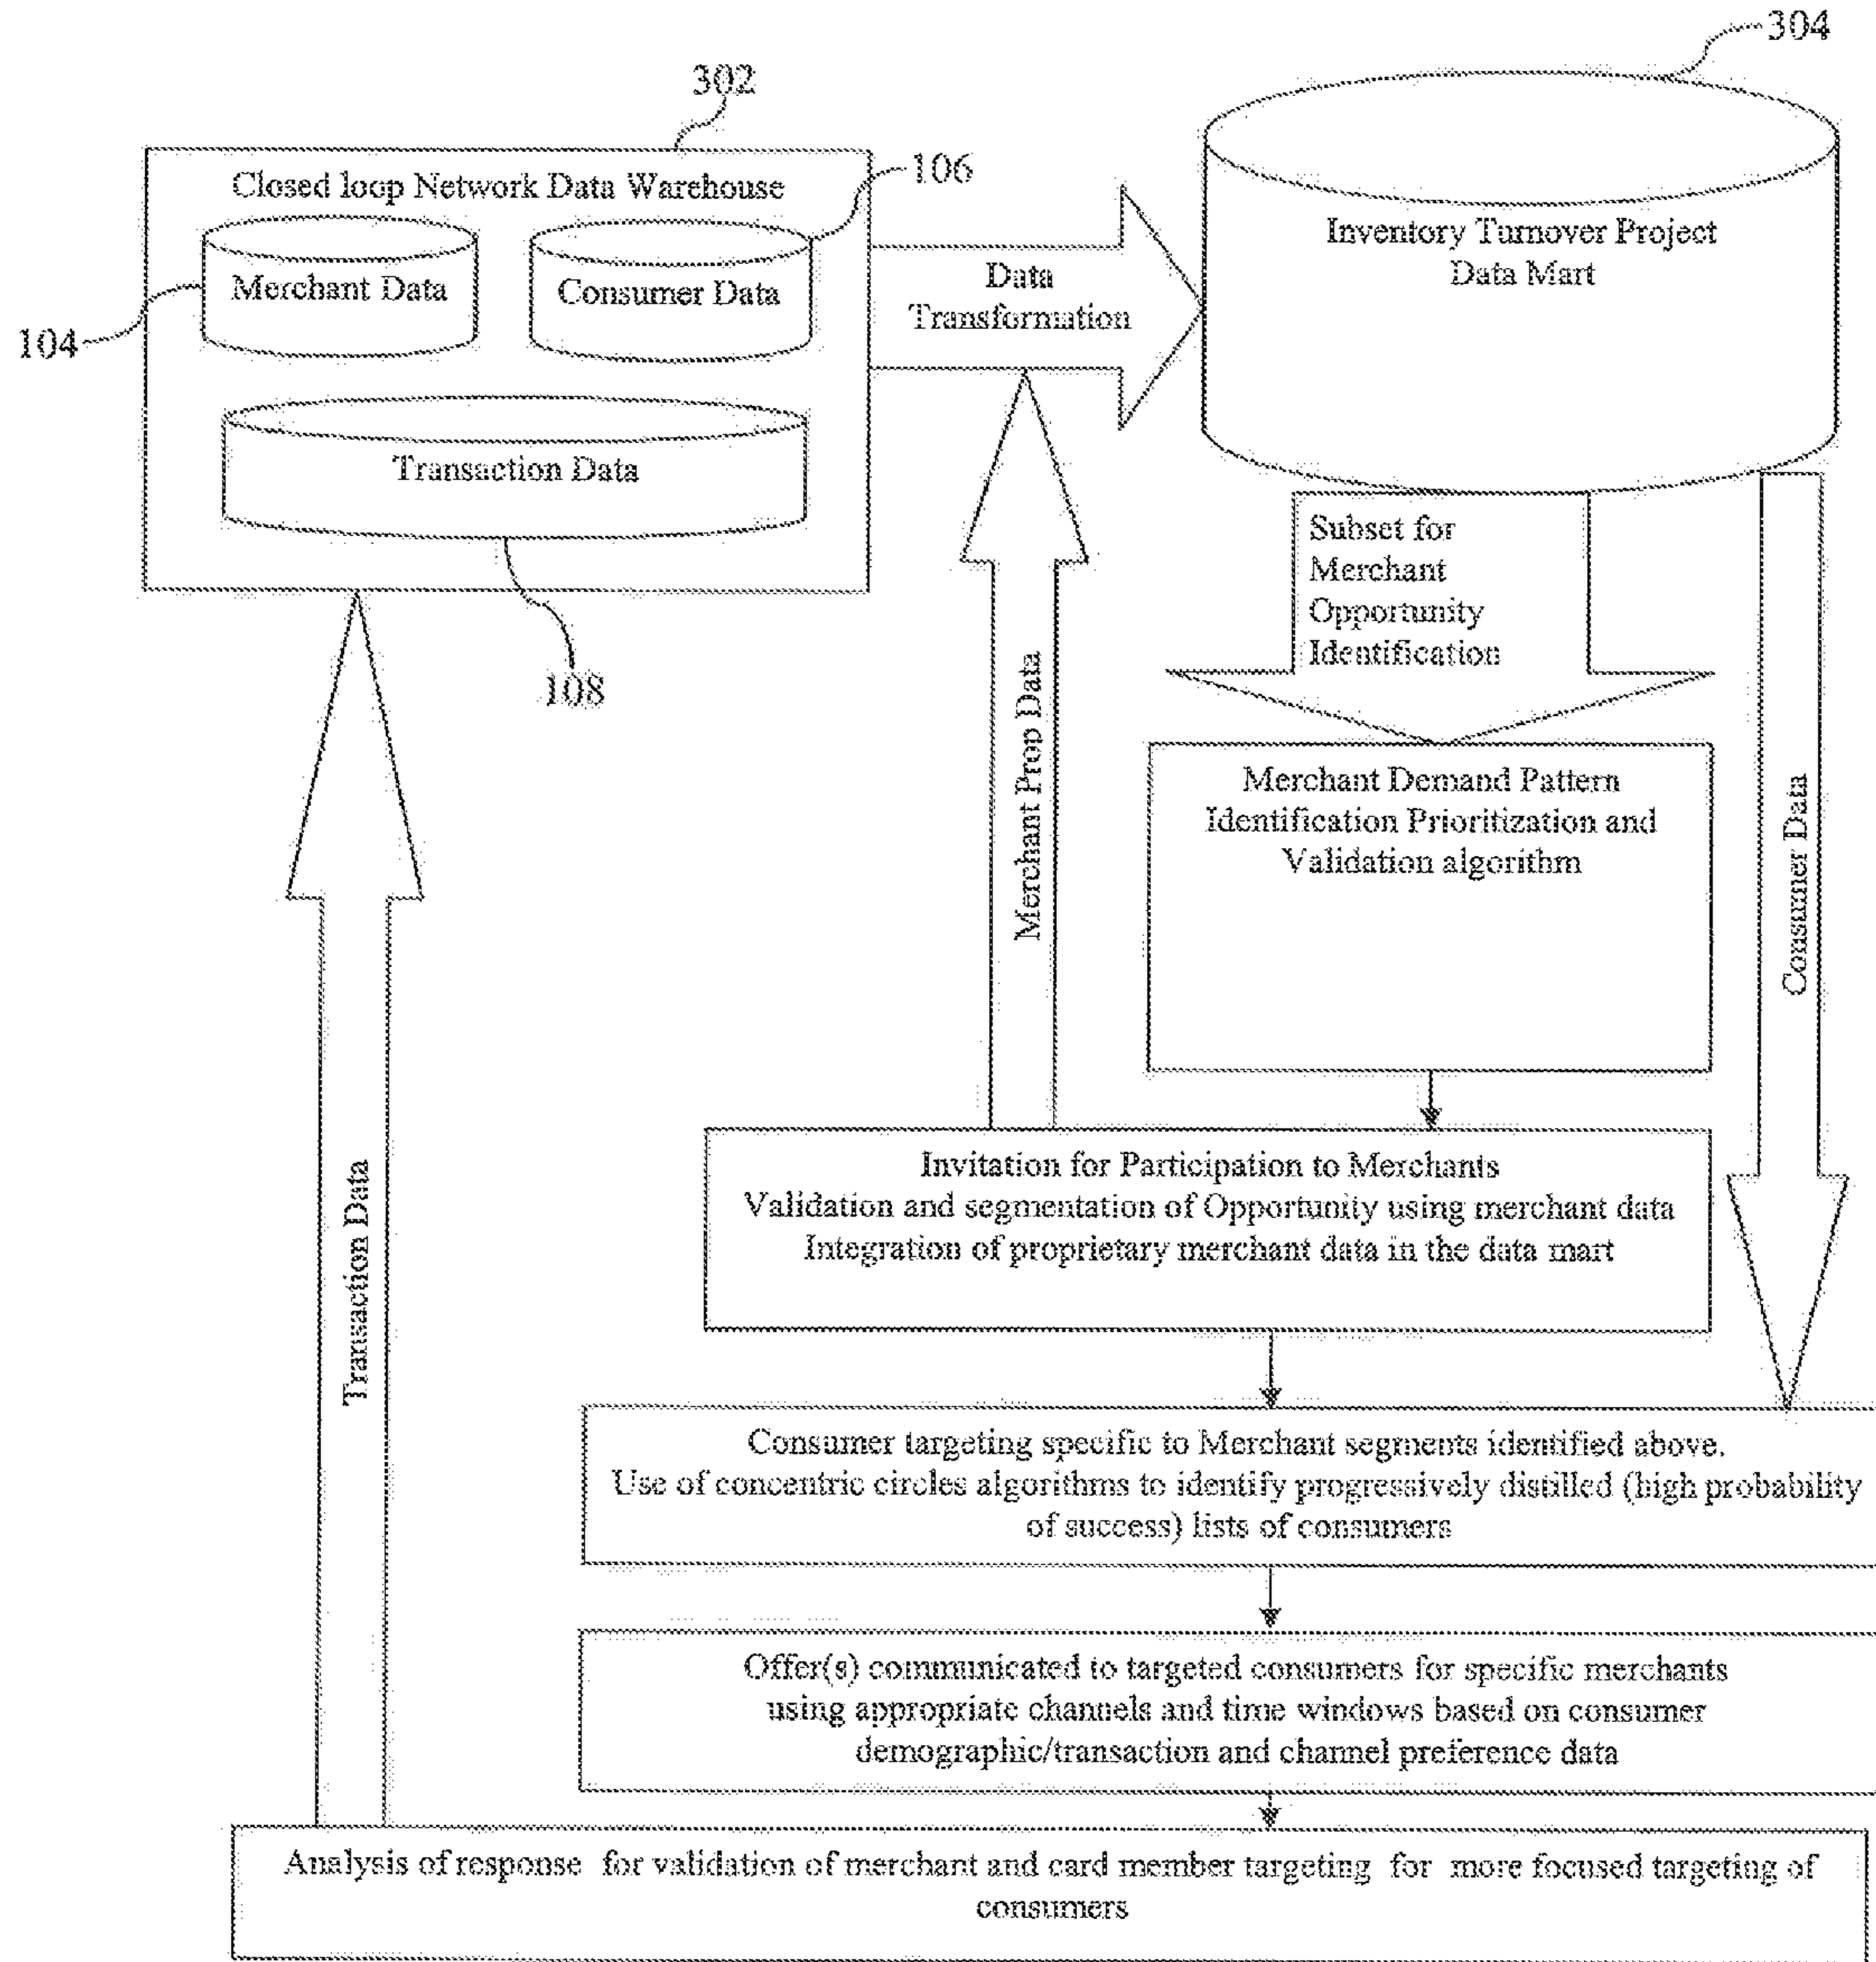 304
302
Closed loop Network Data Warehouse
106
Merchant Data
Consumer Data
104
Transaction Data
108
Data
Transformation
Inventory Turnover Project
Data Mart
Subset for
Merchant
Opportunity
Identification
Merchant Prop Data
Merchant Demand Pattern
Identification Prioritization and
Validation algorithm
Consumer Data
Transaction Data
Invitation for Participation to Merchants
Validation and segmentation of Opportunity using merchant data
Integration of proprietary merchant data in the data mart
Consumer targeting specific to Merchant segments identified above.
Use of concentric circles algorithms to identify progressively distilled (high probability
of success) lists of consumers
Offer(s) communicated to targeted consumers for specific merchants
using appropriate channels and time windows based on consumer
demographic/transaction and channel preference data
Analysis of response for validation of merchant and card member targeting for more focused targeting of
consumers